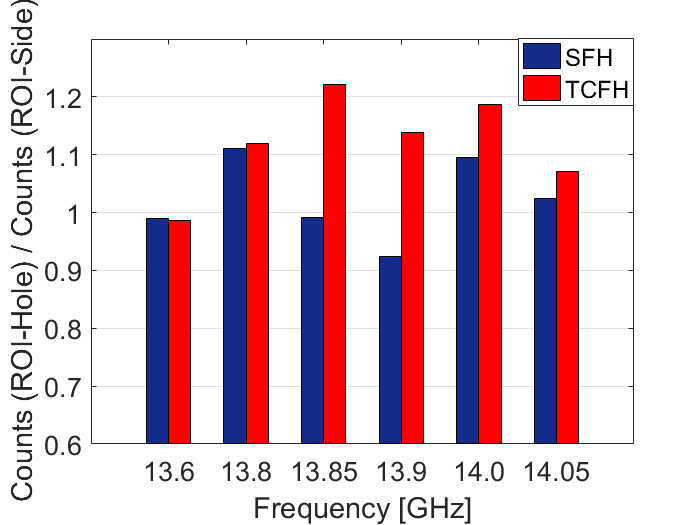 Counts (ROI-Hole) / Counts (ROI-Side)
SFH
TCFH
1.2
1.1
1
0.9
0.8
0.7
0.6
13.6 13.8 13.85 13.9 14.0 14.05
Frequency [GHz]